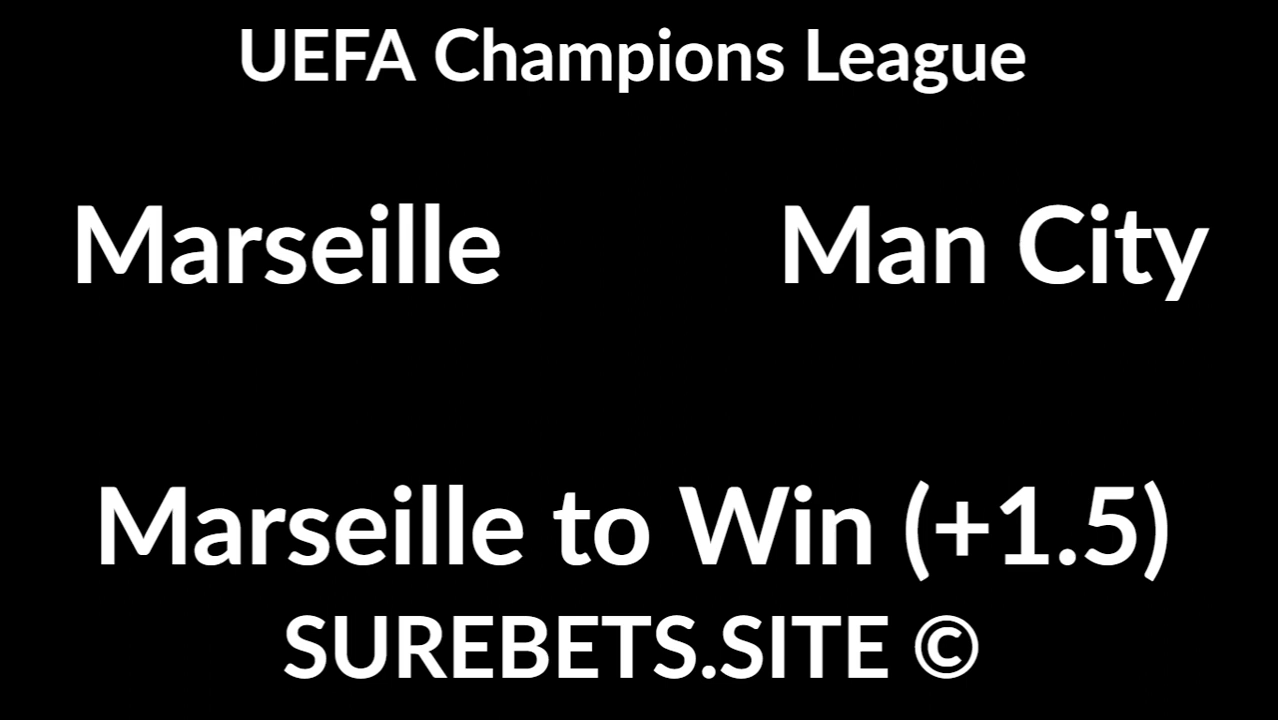 UEFA Champions League
Marseille Man City
Marseille to Win (+1.5)
SUREBETS.SITE ©